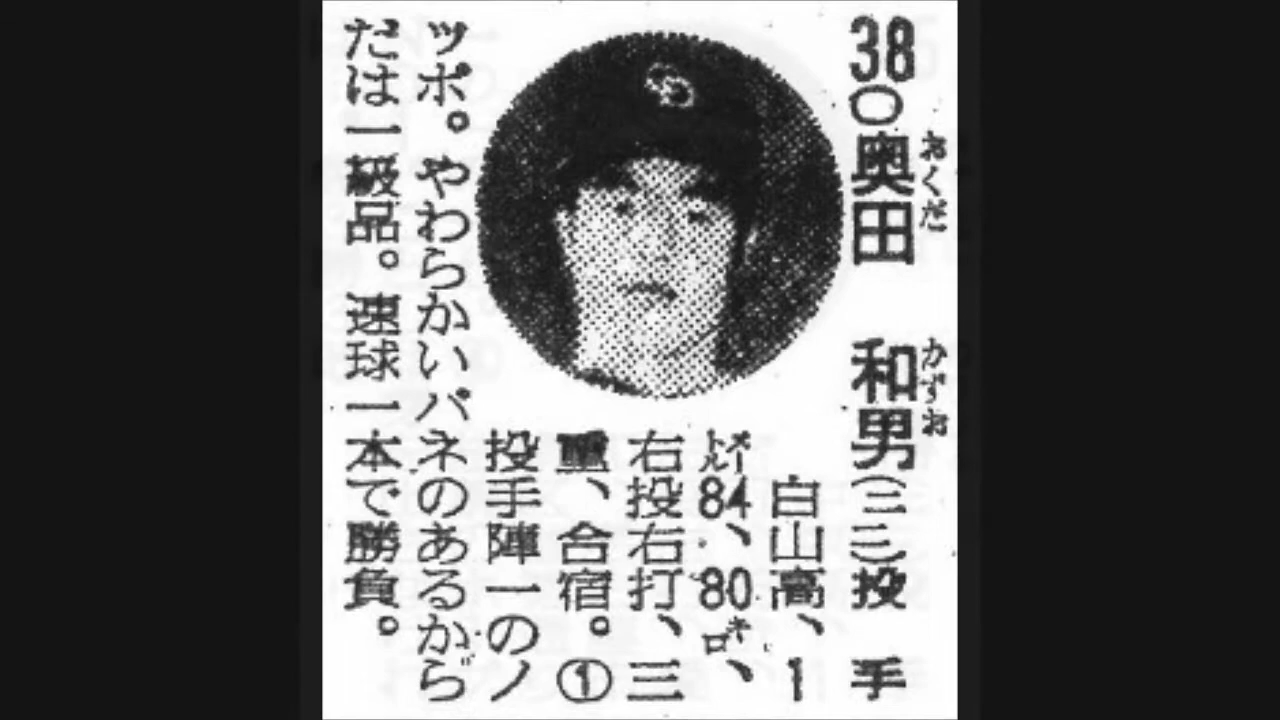 38○奥田 和男(二三)投手
おくだ かずお
白山高、1
メートル84、80キロ、
右投右打、三
重、合宿。①
投手陣一のノ
ッポ。やわらかいバネのあるから
だは一級品。速球一本で勝負。